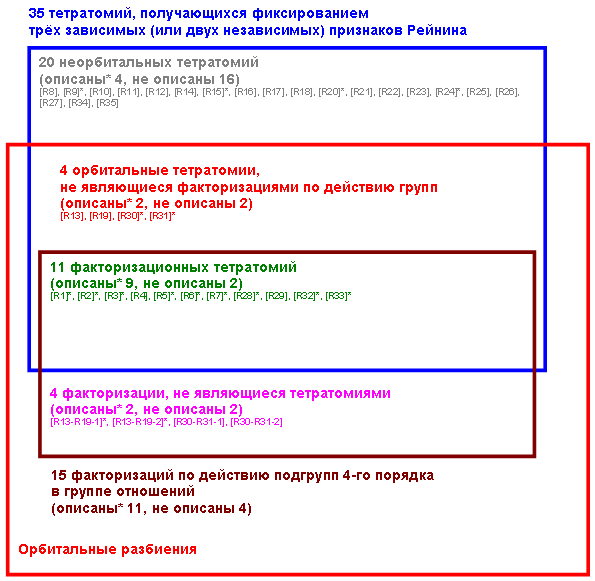 35 тетратомий, получающихся фиксированием
трёх зависимых (или двух независимых) признаков Рейнина
20 неорбитальных тетратомий
(описаны* 4, не описаны 16)
[R8], [R9]*, [R10], [R11], [R12], [R14], [R15]*, [R16], [R17], [R18], [R20]*, [R21], [R22], [R23], [R24]*, [R25], [R26],
[R27], [R34], [R35]
4 орбитальные тетратомии,
не являющиеся факторизациями по действию групп
(описаны* 2, не описаны 2)
[R13], [R19], [R30]*, [R31]*
11 факторизационных тетратомий
(описаны* 9, не описаны 2)
[R1]*, [R2]*, [R3]*, [R4], [R5]*, [R6]*, [R7]*, [R28]*, [R29], [R32]*, [R33]*
4 факторизации, не являющиеся тетратомиями
(описаны* 2, не описаны 2)
[R13-R19-1]*, [R13-R19-2]*, [R30-R31-1], [R30-R31-2]
15 факторизаций по действию подгрупп 4-го порядка
в группе отношений
(описаны* 11, не описаны 4)
Орбитальные разбиения